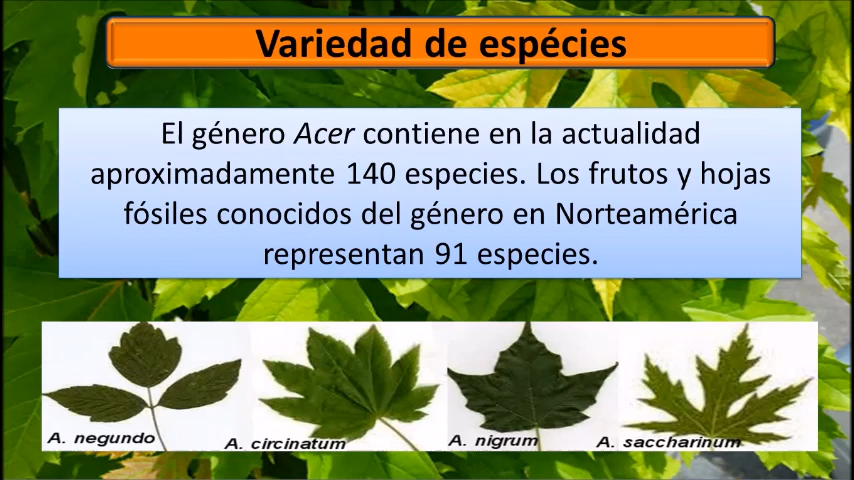 Variedad de espécies
El género Acer contiene en la actualidad
aproximadamente 140 especies. Los frutos y hojas
fósiles conocidos del género en Norteamérica
representan 91 especies.
A. negundo
A. circinatum
A. nigrum
A. saccharinum